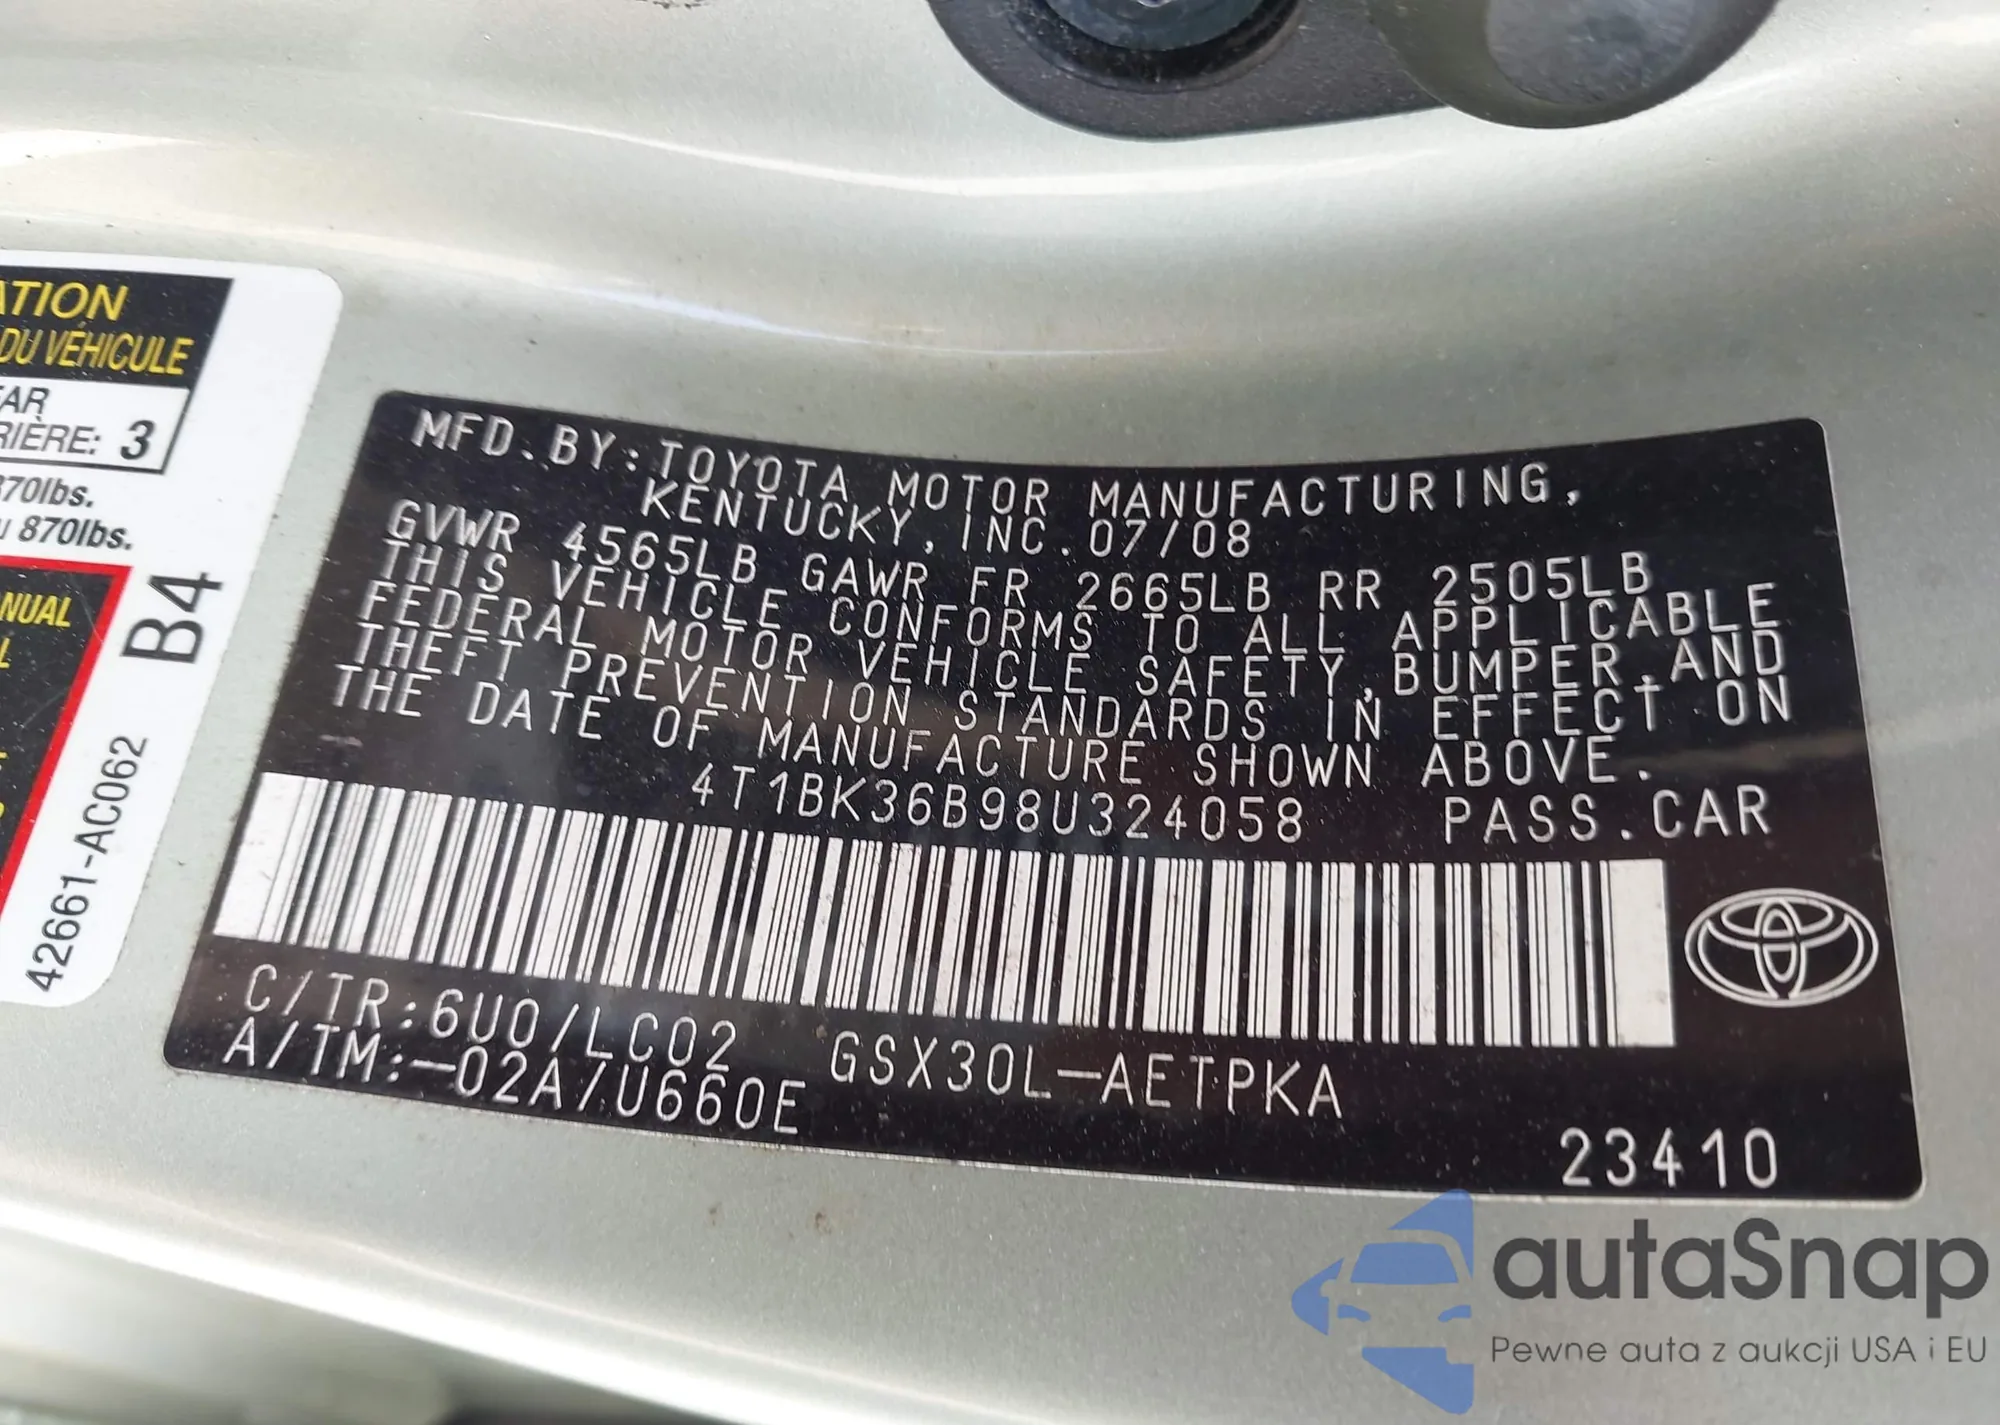 ATION
DU VÉHICULE
EAR
RIÈRE: 3
870lbs.
u 870lbs.
NUAL
B4
42661-AC062
MFD.BY:TOYOTA MOTOR MANUFACTURING,
KENTUCKY, INC. 07/08
GVWR 4565LB GAWR FR 2665LB RR 2505LB
THIS VEHICLE CONFORMS TO ALL APPLICABLE
FEDERAL MOTOR VEHICLE SAFETY,BUMPER,AND
THEFT PREVENTION STANDARDS IN EFFECT ON
THE DATE OF MANUFACTURE SHOWN ABOVE.
4T1BK36B98U324058 PASS.CAR
C/TR:6U0/LC02 GSX30L-AETPKA
A/TM:-02A/U660E
23410
autaSnap
Pewne auta z aukcji USA i EU